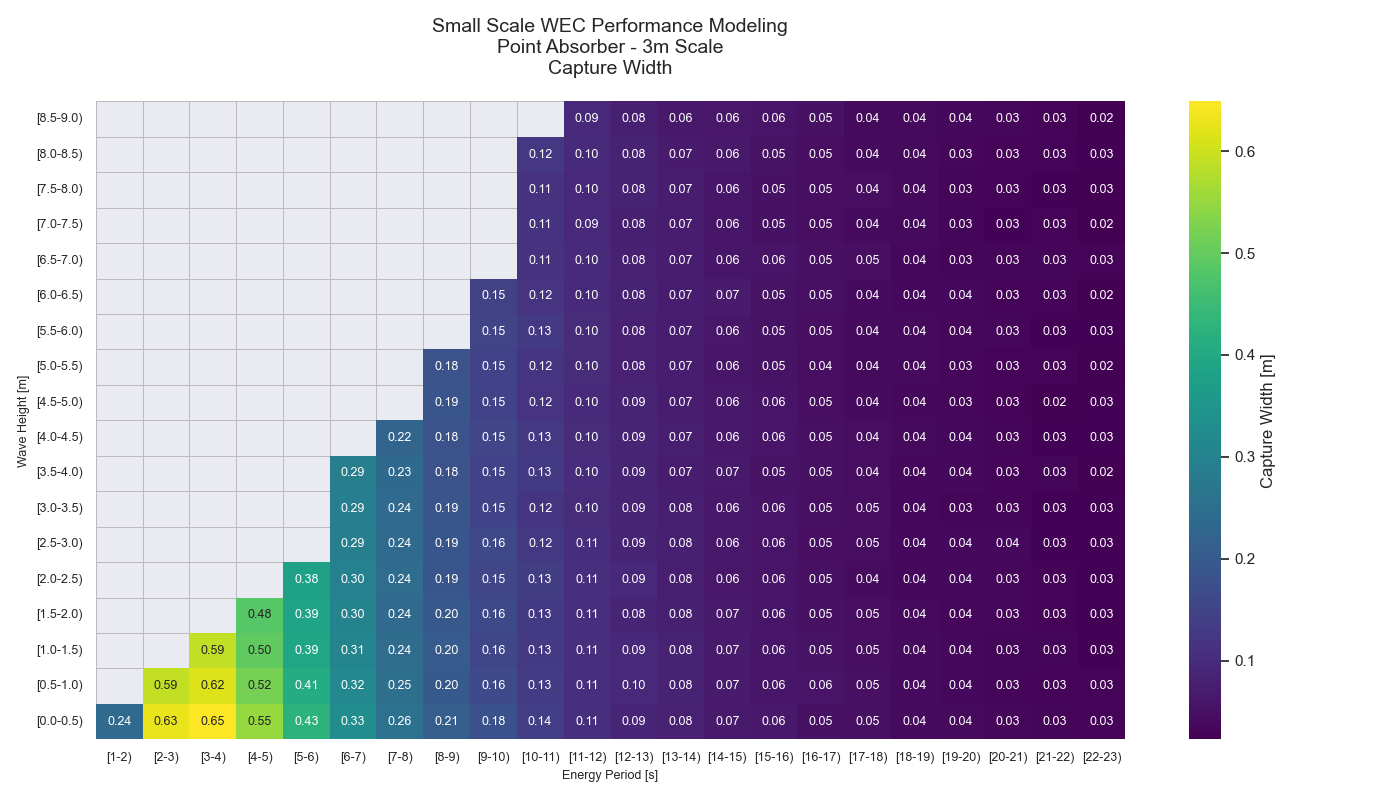 Small Scale WEC Performance Modeling
Point Absorber - 3m Scale
Capture Width
[8.5-9.0) 0.09 0.08 0.06 0.06 0.06 0.05 0.04 0.04 0.04 0.03 0.03 0.02
[8.0-8.5) 0.12 0.10 0.08 0.07 0.06 0.05 0.05 0.04 0.04 0.03 0.03 0.03
[7.5-8.0) 0.11 0.10 0.08 0.07 0.06 0.05 0.05 0.04 0.04 0.03 0.03 0.03
[7.0-7.5) 0.11 0.09 0.08 0.07 0.06 0.05 0.05 0.04 0.04 0.03 0.03 0.02
[6.5-7.0) 0.11 0.10 0.08 0.07 0.06 0.06 0.05 0.05 0.04 0.03 0.03 0.03 0.03
[6.0-6.5) 0.15 0.12 0.10 0.08 0.07 0.07 0.05 0.05 0.04 0.04 0.04 0.03 0.03 0.02
[5.5-6.0) 0.15 0.13 0.10 0.08 0.07 0.06 0.05 0.05 0.04 0.04 0.04 0.03 0.03 0.03
[5.0-5.5) 0.18 0.15 0.12 0.10 0.08 0.07 0.06 0.05 0.04 0.04 0.04 0.04 0.03 0.03 0.02
[4.5-5.0) 0.19 0.15 0.12 0.10 0.09 0.07 0.06 0.06 0.05 0.04 0.04 0.03 0.03 0.02 0.03
[4.0-4.5) 0.22 0.18 0.15 0.13 0.10 0.09 0.07 0.06 0.06 0.05 0.04 0.04 0.04 0.03 0.03 0.03
[3.5-4.0) 0.29 0.23 0.18 0.15 0.13 0.10 0.09 0.07 0.07 0.05 0.05 0.04 0.04 0.04 0.03 0.03 0.02
[3.0-3.5) 0.29 0.24 0.19 0.15 0.12 0.10 0.09 0.08 0.06 0.06 0.05 0.05 0.04 0.03 0.03 0.03 0.03
[2.5-3.0) 0.29 0.24 0.19 0.16 0.12 0.11 0.09 0.08 0.06 0.06 0.06 0.05 0.04 0.04 0.04 0.03 0.03
[2.0-2.5) 0.38 0.30 0.24 0.19 0.15 0.13 0.11 0.09 0.08 0.06 0.06 0.05 0.04 0.04 0.04 0.03 0.03 0.03
[1.5-2.0) 0.48 0.39 0.30 0.24 0.20 0.16 0.13 0.11 0.08 0.08 0.07 0.06 0.05 0.05 0.04 0.04 0.03 0.03 0.03
[1.0-1.5) 0.59 0.50 0.39 0.31 0.24 0.20 0.16 0.13 0.11 0.09 0.08 0.07 0.06 0.05 0.05 0.04 0.04 0.03 0.03 0.03
[0.5-1.0) 0.59 0.62 0.52 0.41 0.32 0.25 0.20 0.16 0.13 0.11 0.10 0.08 0.07 0.06 0.06 0.05 0.04 0.04 0.03 0.03 0.03
[0.0-0.5) 0.24 0.63 0.65 0.55 0.43 0.33 0.26 0.21 0.18 0.14 0.11 0.09 0.08 0.07 0.06 0.05 0.05 0.04 0.04 0.03 0.03 0.03
[1-2) [2-3) [3-4) [4-5) [5-6) [6-7) [7-8) [8-9) [9-10) [10-11) [11-12) [12-13) [13-14) [14-15) [15-16) [16-17) [17-18) [18-19) [19-20) [20-21) [21-22) [22-23)
Energy Period [s]
Wave Height [m]
0.6
0.5
0.4
0.3
0.2
0.1
Capture Width [m]